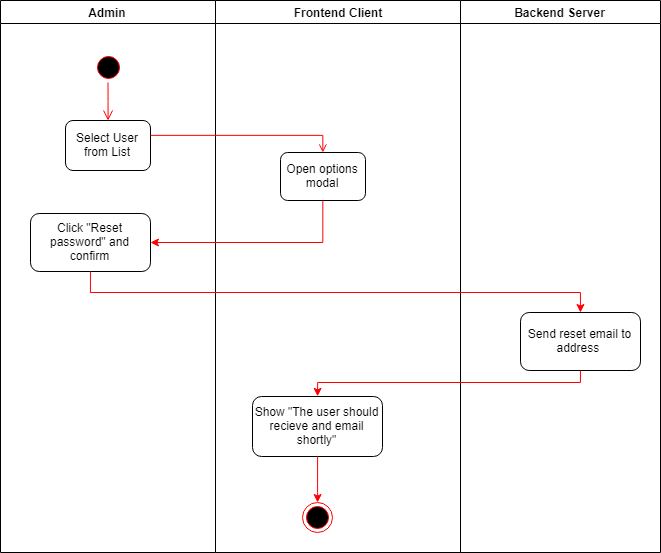 Admin
Frontend Client
Backend Server
Select User
from List
Open options
modal
Click "Reset
password" and
confirm
Send reset email to
address
Show "The user should
recieve and email
shortly"